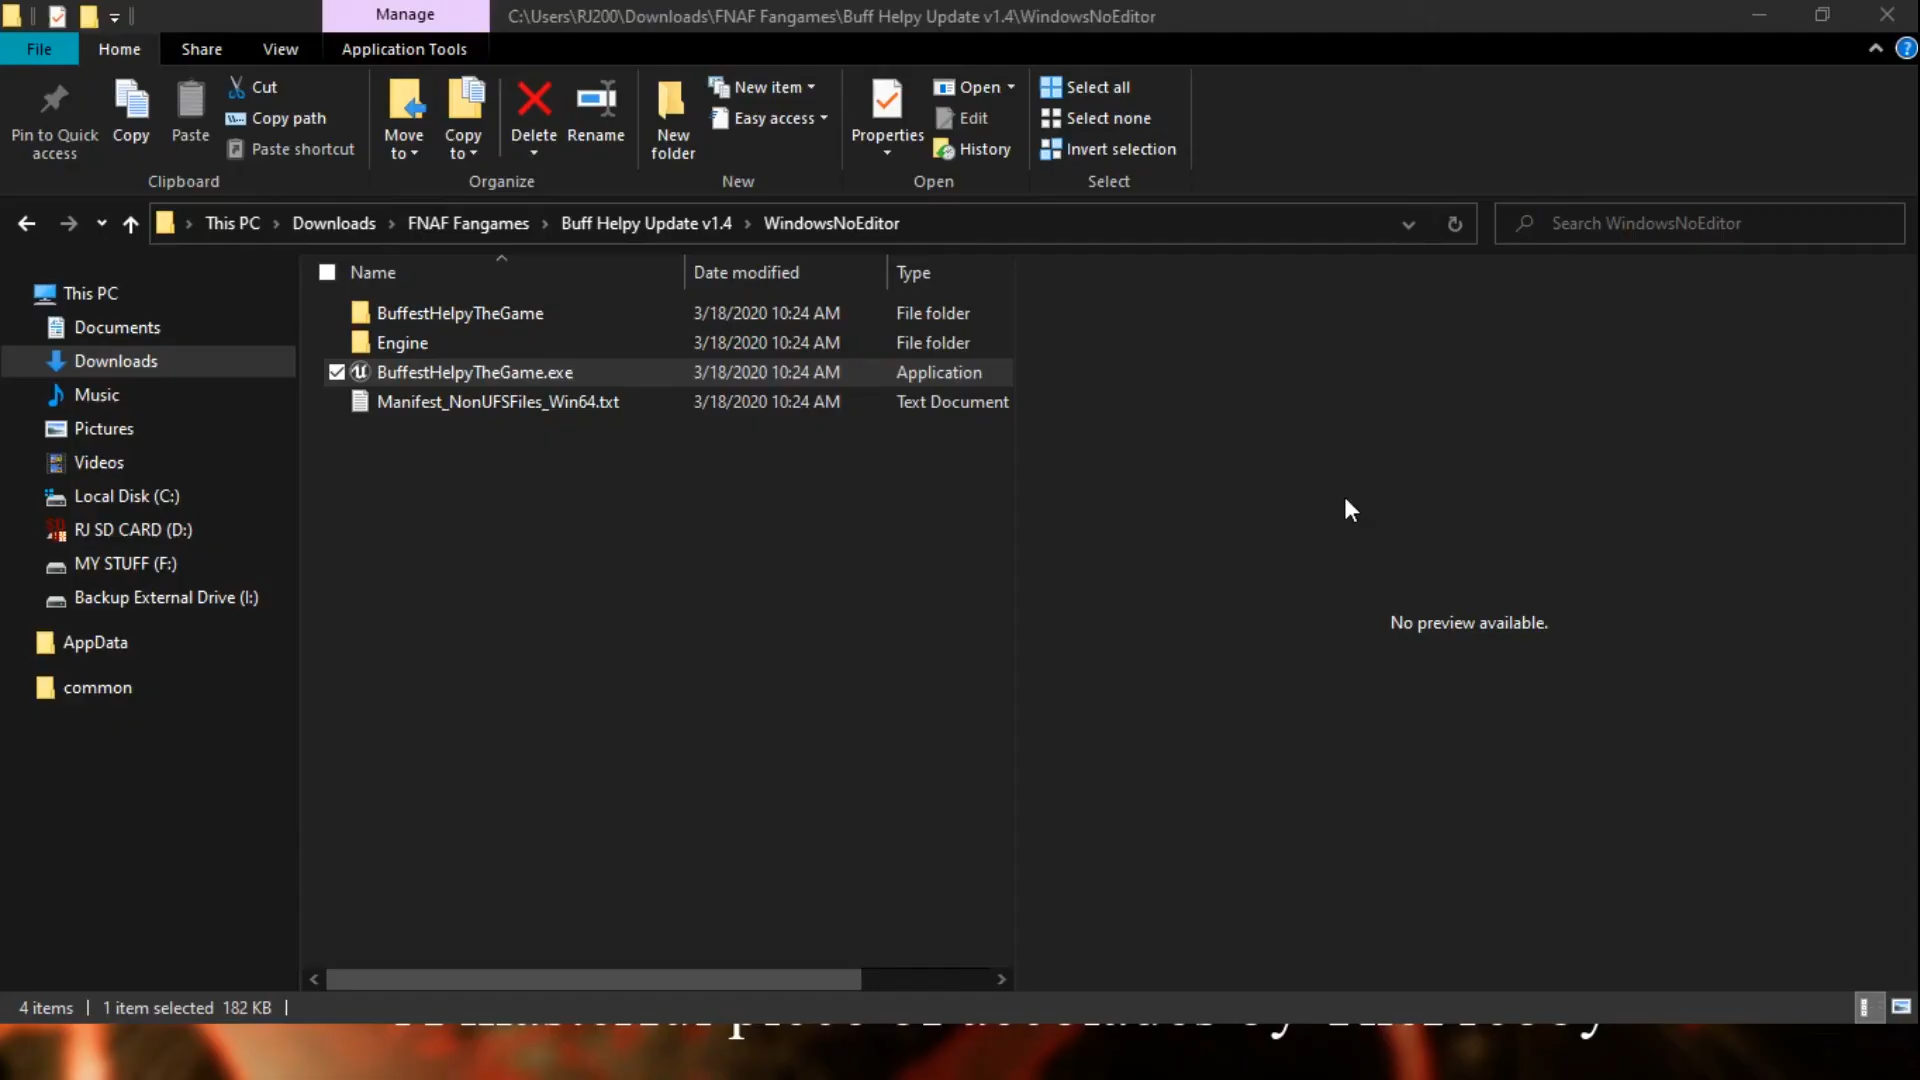 Manage
C:\Users\RJ200\Downloads\FNAF Fangames\Buff Helpy Update v1.4\WindowsNoEditor
File
Home
Share
View
Application Tools
Pin to Quick access
Copy
Paste
Cut
Copy path
Paste shortcut
Clipboard
Move to
Copy to
Delete
Rename
Organize
New folder
New item
Easy access
New
Properties
Open
Edit
History
Open
Select all
Select none
Invert selection
Select
This PC > Downloads > FNAF Fangames > Buff Helpy Update v1.4 > WindowsNoEditor
Search WindowsNoEditor
This PC
Documents
Downloads
Music
Pictures
Videos
Local Disk (C:)
RJ SD CARD (D:)
MY STUFF (F:)
Backup External Drive (I:)
AppData
common
Name Date modified Type
BuffestHelpyTheGame 3/18/2020 10:24 AM File folder
Engine 3/18/2020 10:24 AM File folder
BuffestHelpyTheGame.exe 3/18/2020 10:24 AM Application
Manifest_NonUFSFiles_Win64.txt 3/18/2020 10:24 AM Text Document
No preview available.
4 items | 1 item selected 182 KB |